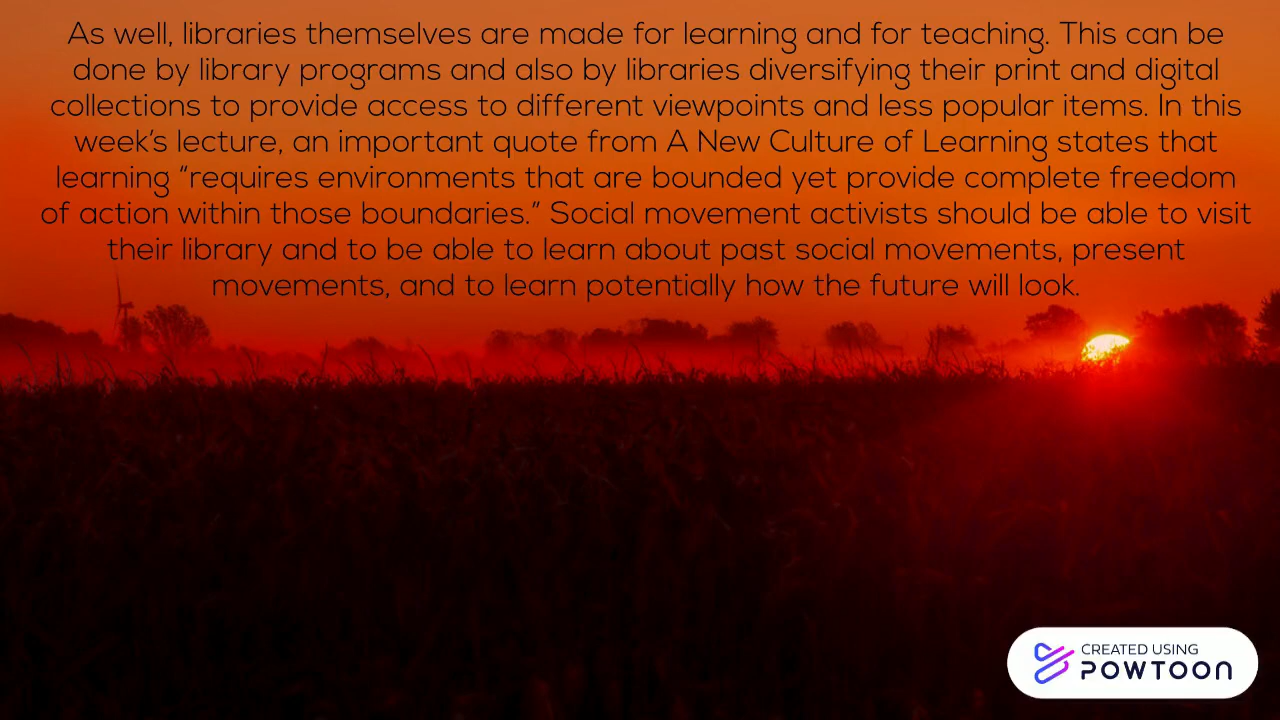 As well, libraries themselves are made for learning and for teaching. This can be
done by library programs and also by libraries diversifying their print and digital
collections to provide access to different viewpoints and less popular items. In this
week’s lecture, an important quote from A New Culture of Learning states that
learning “requires environments that are bounded yet provide complete freedom
of action within those boundaries.” Social movement activists should be able to visit
their library and to be able to learn about past social movements, present
movements, and to learn potentially how the future will look.
CREATED USING
POWTOON